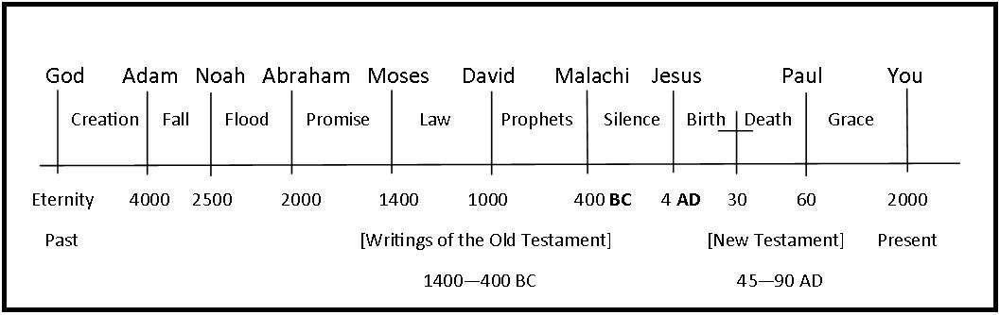 God Adam Noah Abraham Moses David Malachi Jesus Paul You
Creation Fall Flood Promise Law Prophets Silence Birth Death Grace
Eternity 4000 2500 2000 1400 1000 400 BC 4 AD 30 60 2000
Past [Writings of the Old Testament] [New Testament] Present
1400—400 BC 45—90 AD